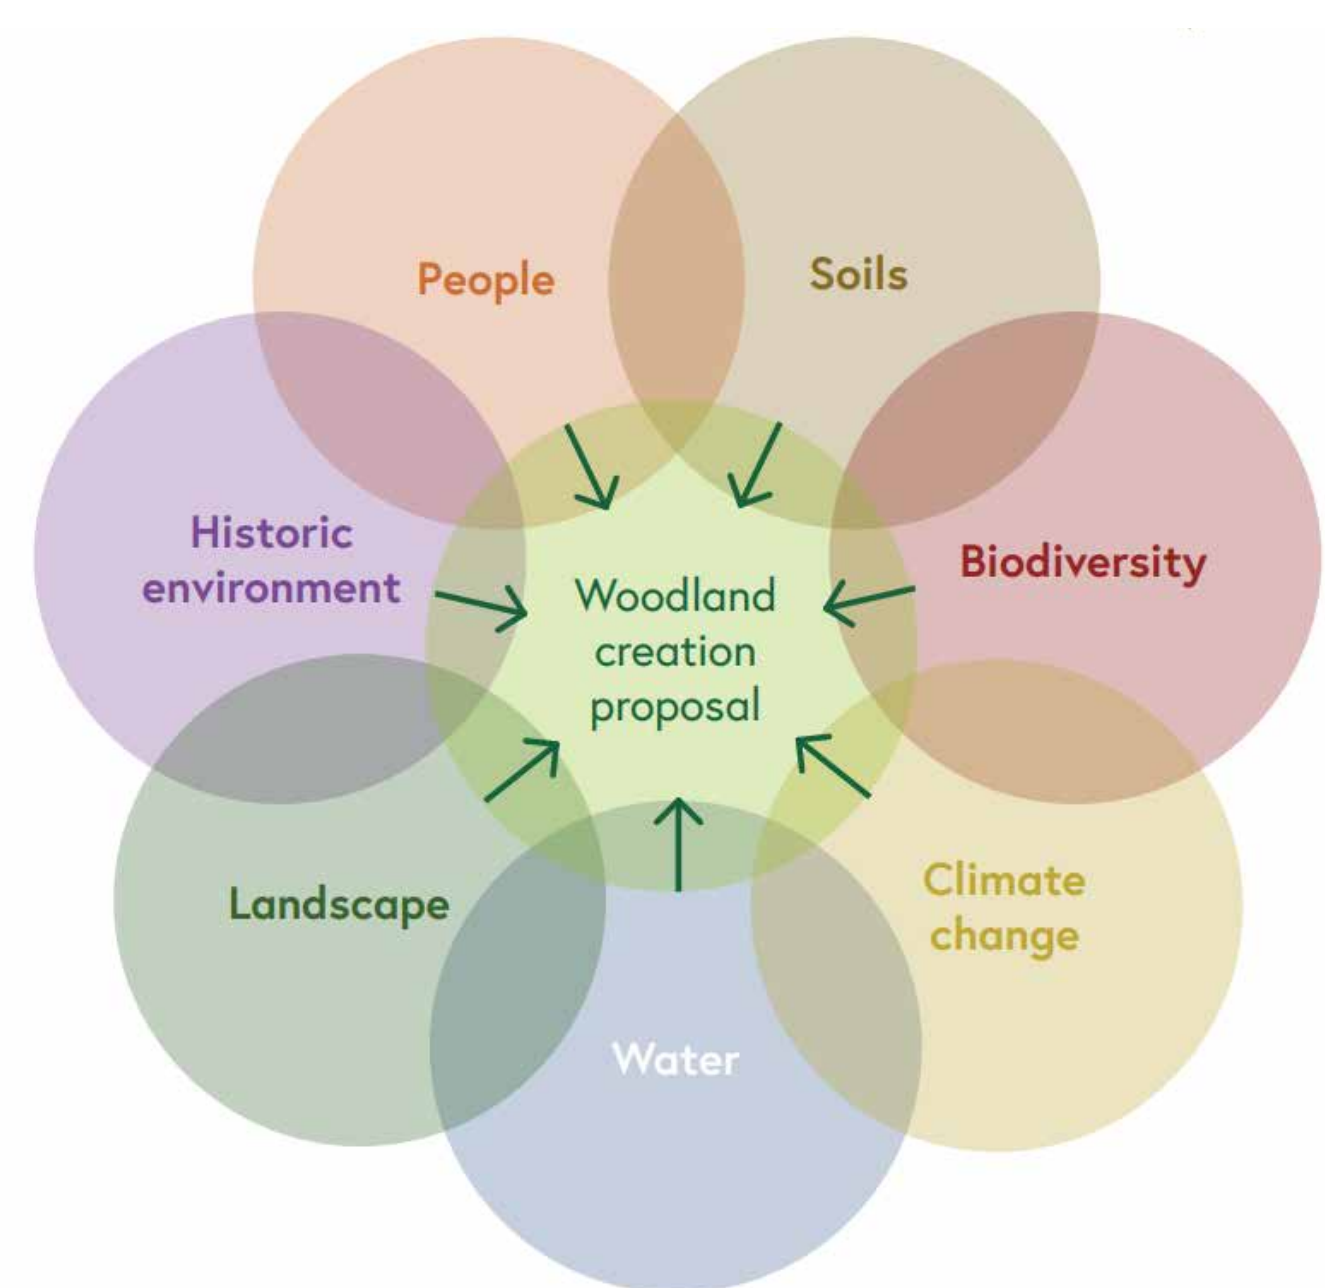 People
Soils
Historic
environment
Biodiversity
Woodland
creation
proposal
Landscape
Climate
change
Water